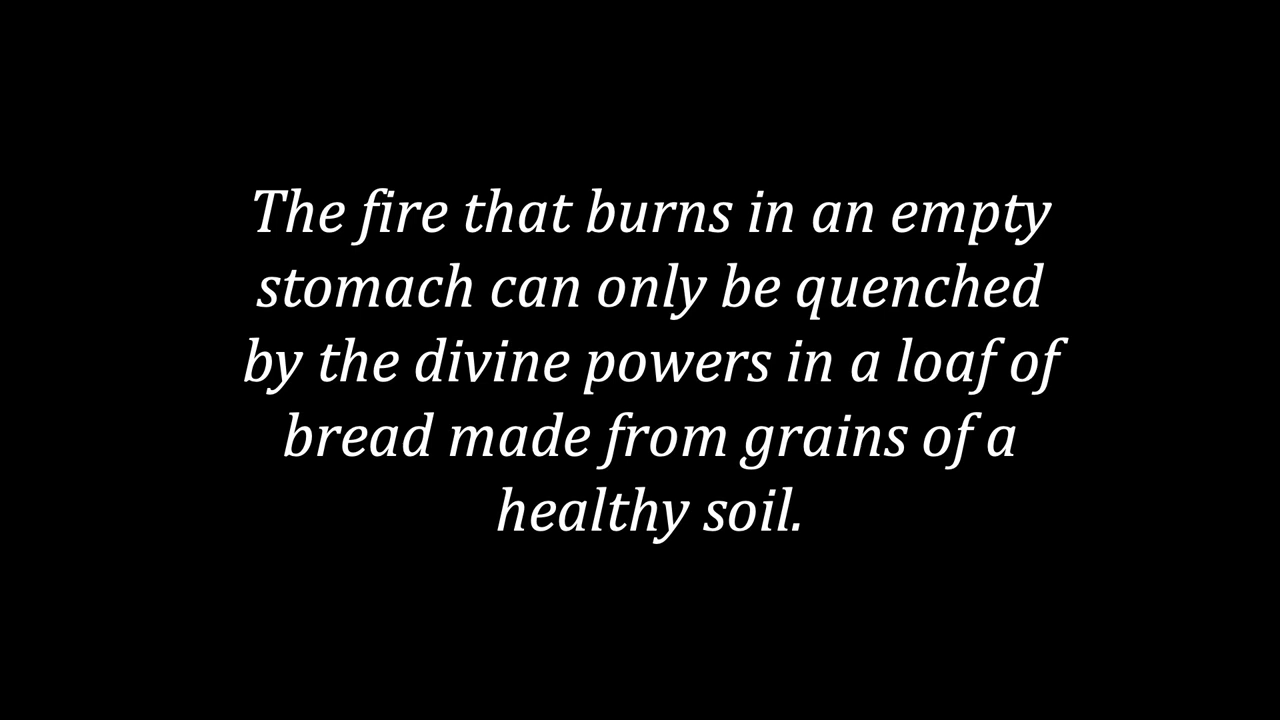 The fire that burns in an empty
stomach can only be quenched
by the divine powers in a loaf of
bread made from grains of a
healthy soil.